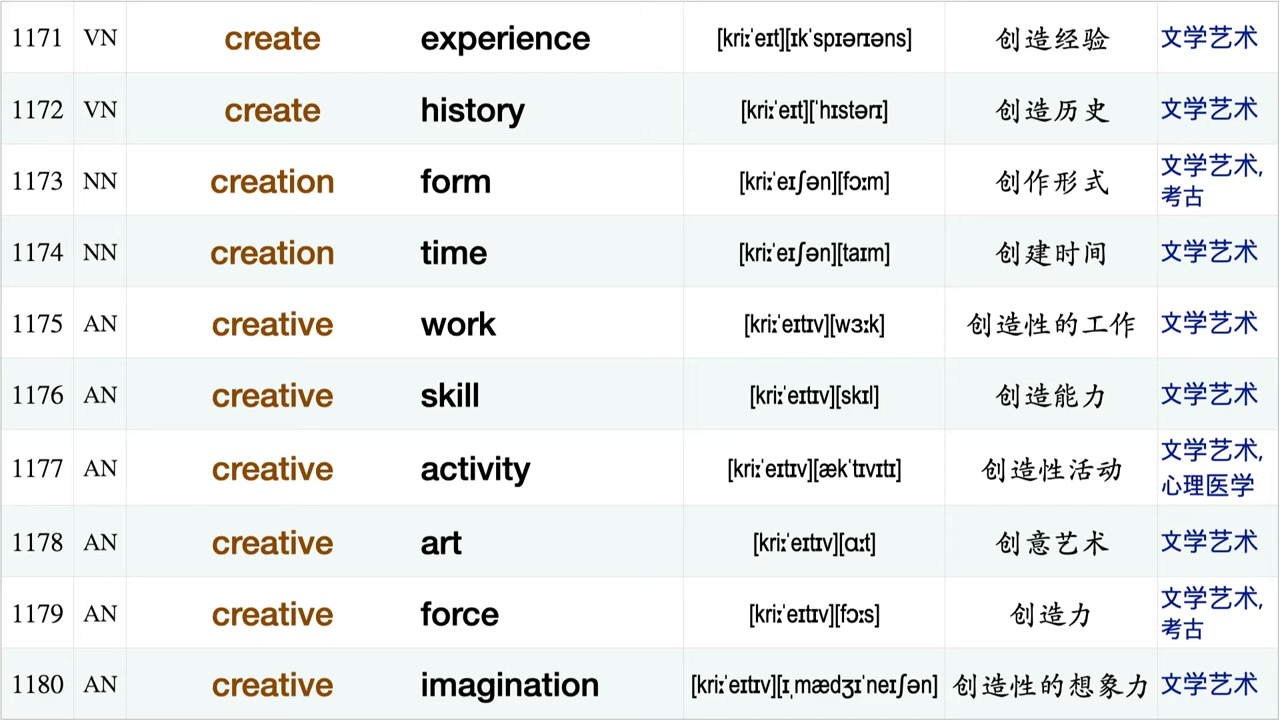 1171 VN create experience [kriːˈeɪt][ɪkˈspɪərɪəns] 创造经验 文学艺术
1172 VN create history [kriːˈeɪt][ˈhɪstərɪ] 创造历史 文学艺术
1173 NN creation form [kriːˈeɪʃən][fɔːm] 创作形式 文学艺术,
考古
1174 NN creation time [kriːˈeɪʃən][taɪm] 创建时间 文学艺术
1175 AN creative work [kriːˈeɪtɪv][wɜːk] 创造性的工作 文学艺术
1176 AN creative skill [kriːˈeɪtɪv][skɪl] 创造能力 文学艺术
1177 AN creative activity [kriːˈeɪtɪv][ækˈtɪvɪtɪ] 创造性活动 文学艺术,
心理医学
1178 AN creative art [kriːˈeɪtɪv][ɑːt] 创意艺术 文学艺术
1179 AN creative force [kriːˈeɪtɪv][fɔːs] 创造力 文学艺术,
考古
1180 AN creative imagination [kriːˈeɪtɪv][ɪˌmædʒɪˈneɪʃən] 创造性的想象力 文学艺术